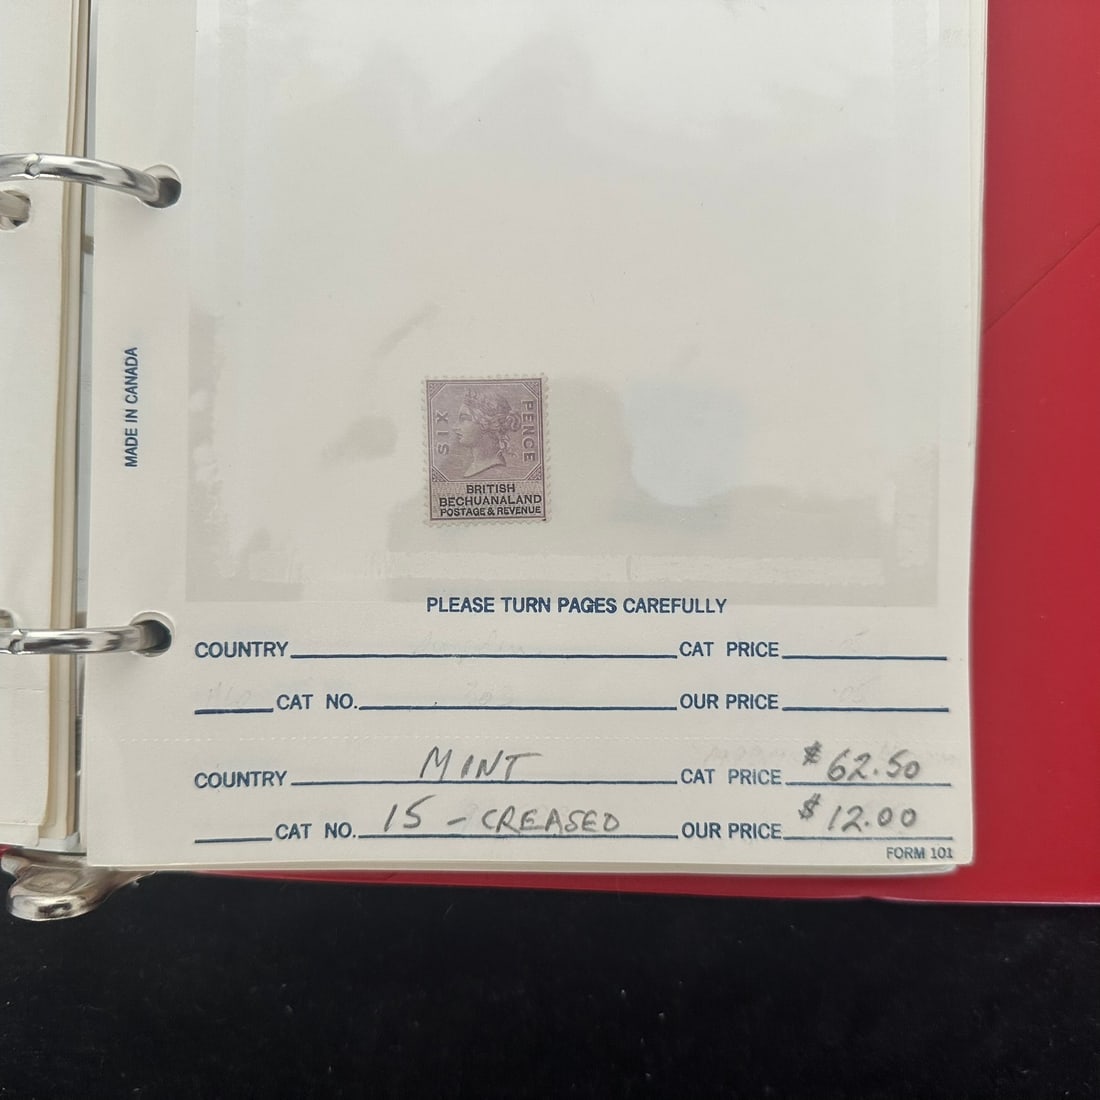 MADE IN CANADA
SIX PENCE
BRITISH
BECHUANALAND
POSTAGE & REVENUE
PLEASE TURN PAGES CAREFULLY
COUNTRY CAT PRICE
CAT NO. OUR PRICE
COUNTRY MINT CAT PRICE $62.50
CAT NO. 15 - CREASED OUR PRICE $12.00
FORM 101